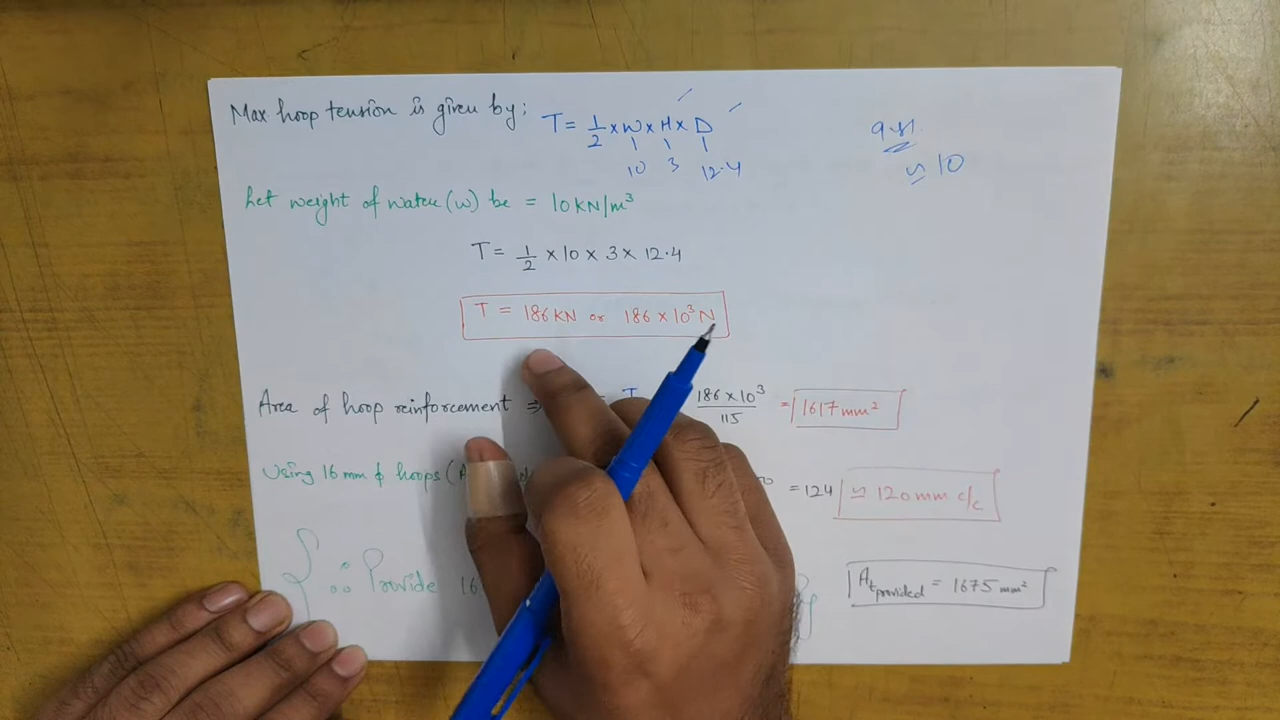 Max hoop tension is given by: T = 1/2 × W × H × D
10 3 12.4
9.81
≈ 10
Let weight of water (w) be = 10 KN/m³
T = 1/2 × 10 × 3 × 12.4
T = 186 KN or 186 × 10³ N
Area of hoop reinforcement ⇒ = T 186 × 10³ / 115 = 1617 mm²
Using 16 mm ϕ hoops (A = 124 ≈ 120 mm c/c
∴ Provide 16
At provided = 1675 mm²